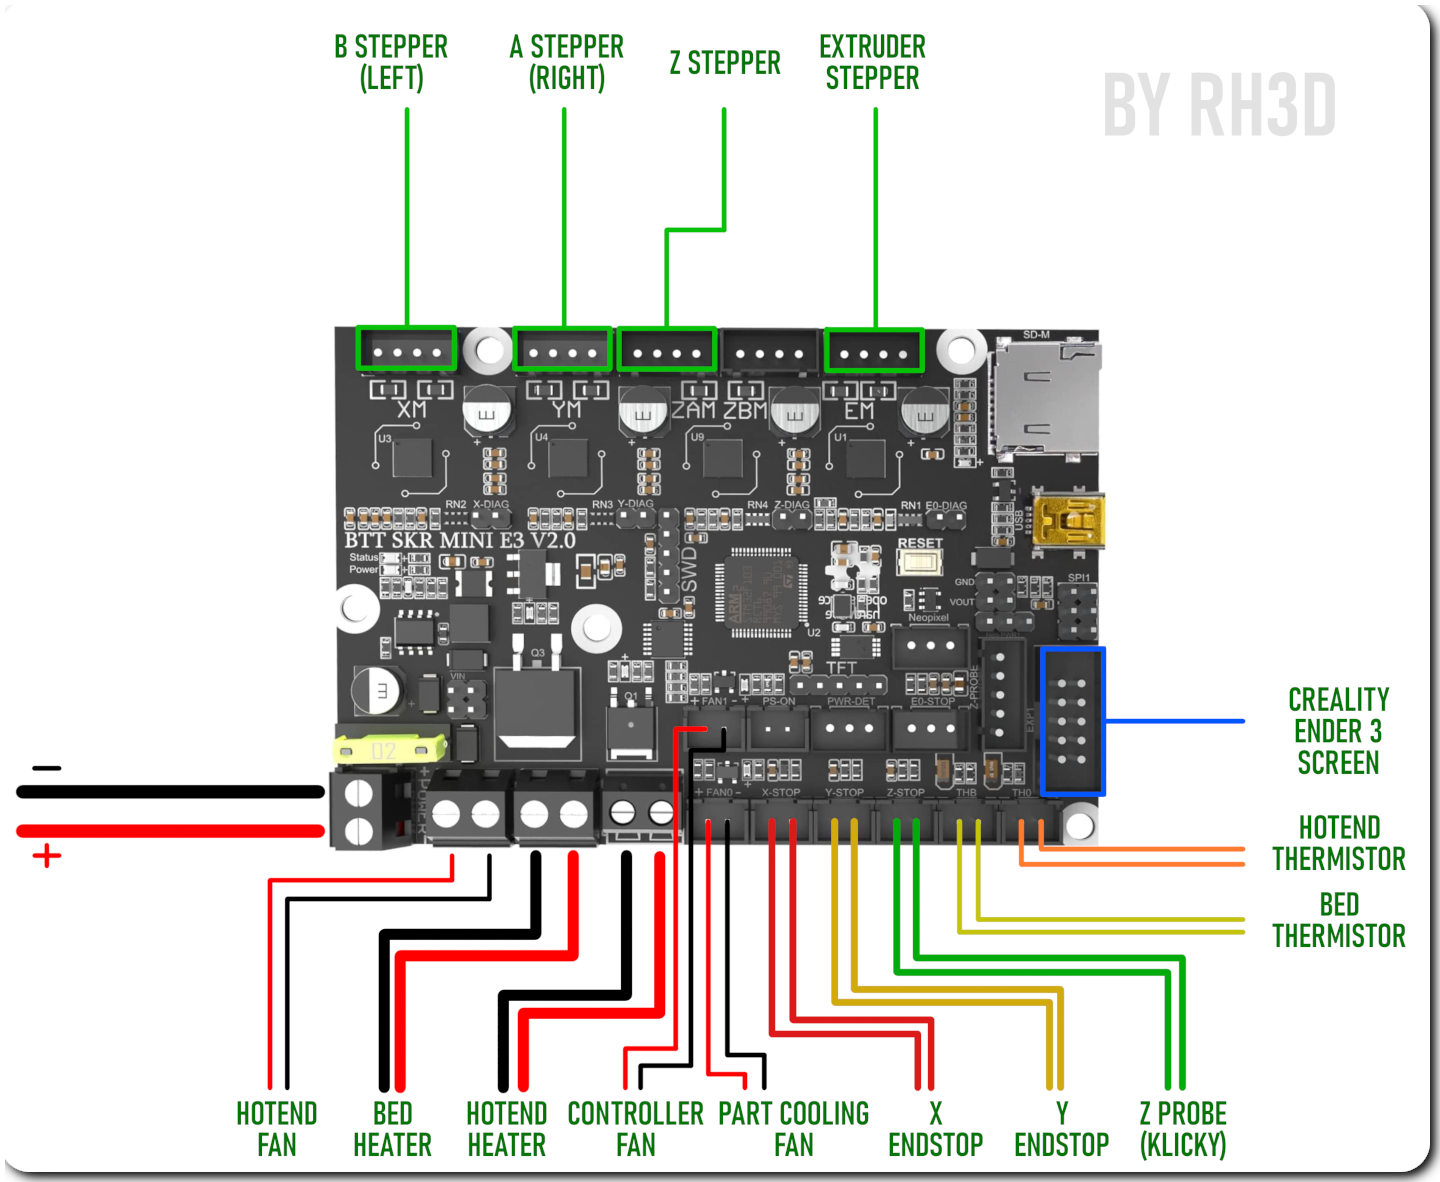 B STEPPER
(LEFT)
A STEPPER
(RIGHT)
Z STEPPER
EXTRUDER
STEPPER
BY RH3D
SD-M
XM
YM
ZAM
ZBM
EM
U3
U4
U9
U1
RN2
X-DIAG
RN3
Y-DIAG
RN4
Z-DIAG
RN1
E0-DIAG
USB
BTT SKR MINI E3 V2.0
RESET
Status
Power
SWD
GND
VOUT
SPI1
ARM
U2
Neopixel
Q3
VIN
Q1
TFT
Z-PROBE
+ FAN1 -
PS-ON
PWR-DET
E0-STOP
EXP1
+ FAN0 -
X-STOP
Y-STOP
Z-STOP
THB
TH0
−
+
CREALITY
ENDER 3
SCREEN
HOTEND
THERMISTOR
BED
THERMISTOR
HOTEND
FAN
BED
HEATER
HOTEND
HEATER
CONTROLLER
FAN
PART COOLING
FAN
X
ENDSTOP
Y
ENDSTOP
Z PROBE
(KLICKY)